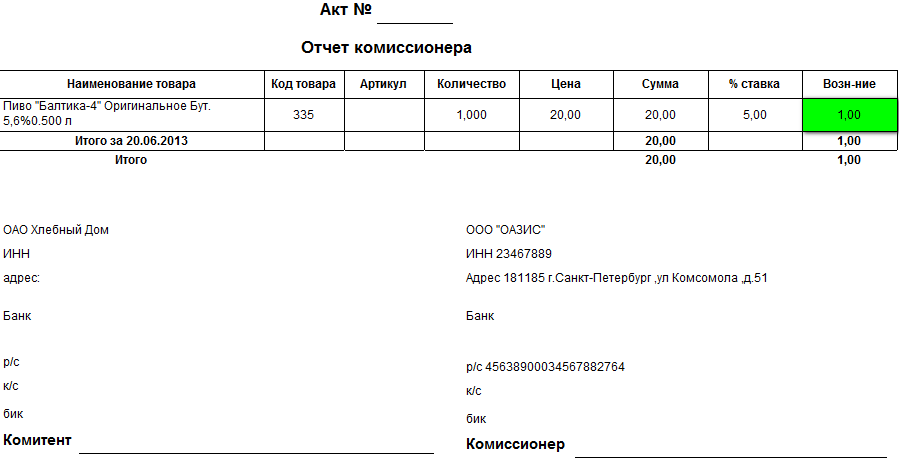 Акт № ________
Отчет комиссионера
Наименование товара Код товара Артикул Количество Цена Сумма % ставка Возн-ние
Пиво "Балтика-4" Оригинальное Бут.
5,6%0.500 л 335 1,000 20,00 20,00 5,00 1,00
Итого за 20.06.2013 20,00 1,00
Итого 20,00 1,00
ОАО Хлебный Дом ООО "ОАЗИС"
ИНН ИНН 23467889
адрес: Адрес 181185 г.Санкт-Петербург ,ул Комсомола ,д.51
Банк Банк
р/с р/с 45638900034567882764
к/с к/с
бик бик
Комитент Комиссионер